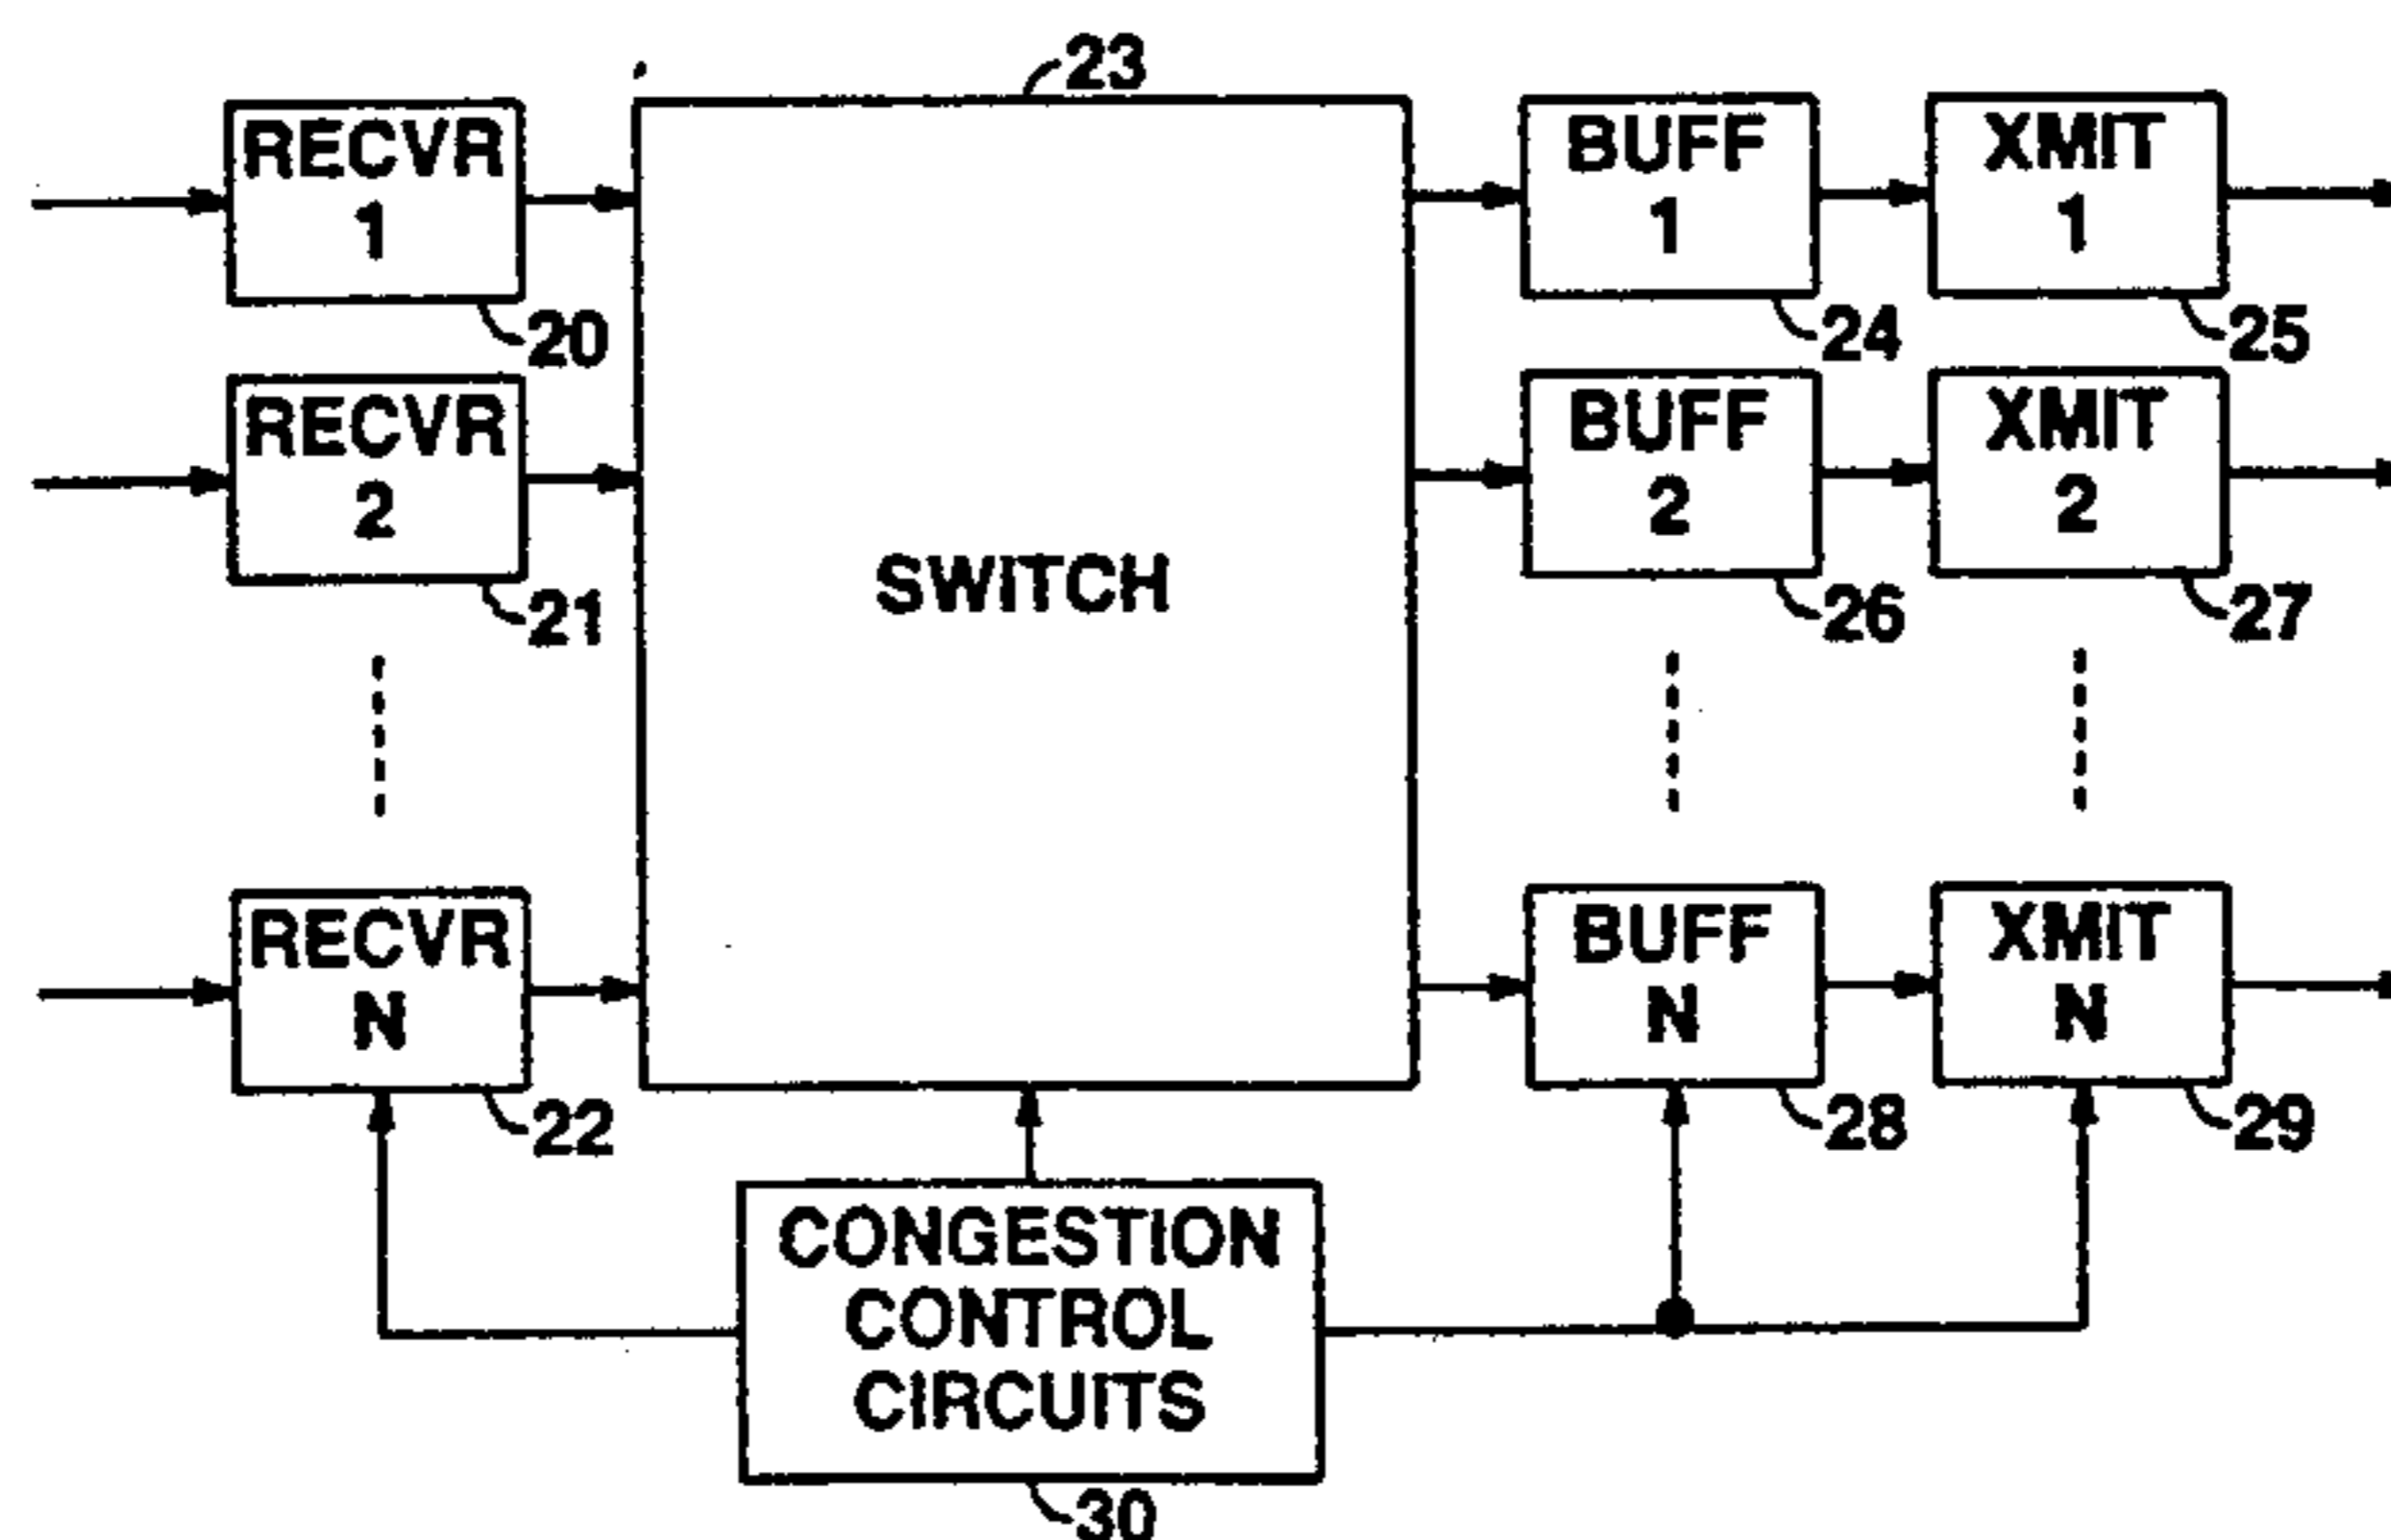 23
RECVR
1
20
RECVR
2
21
RECVR
N
22
SWITCH
BUFF
1
24
XMIT
1
25
BUFF
2
26
XMIT
2
27
BUFF
N
28
XMIT
N
29
CONGESTION
CONTROL
CIRCUITS
30